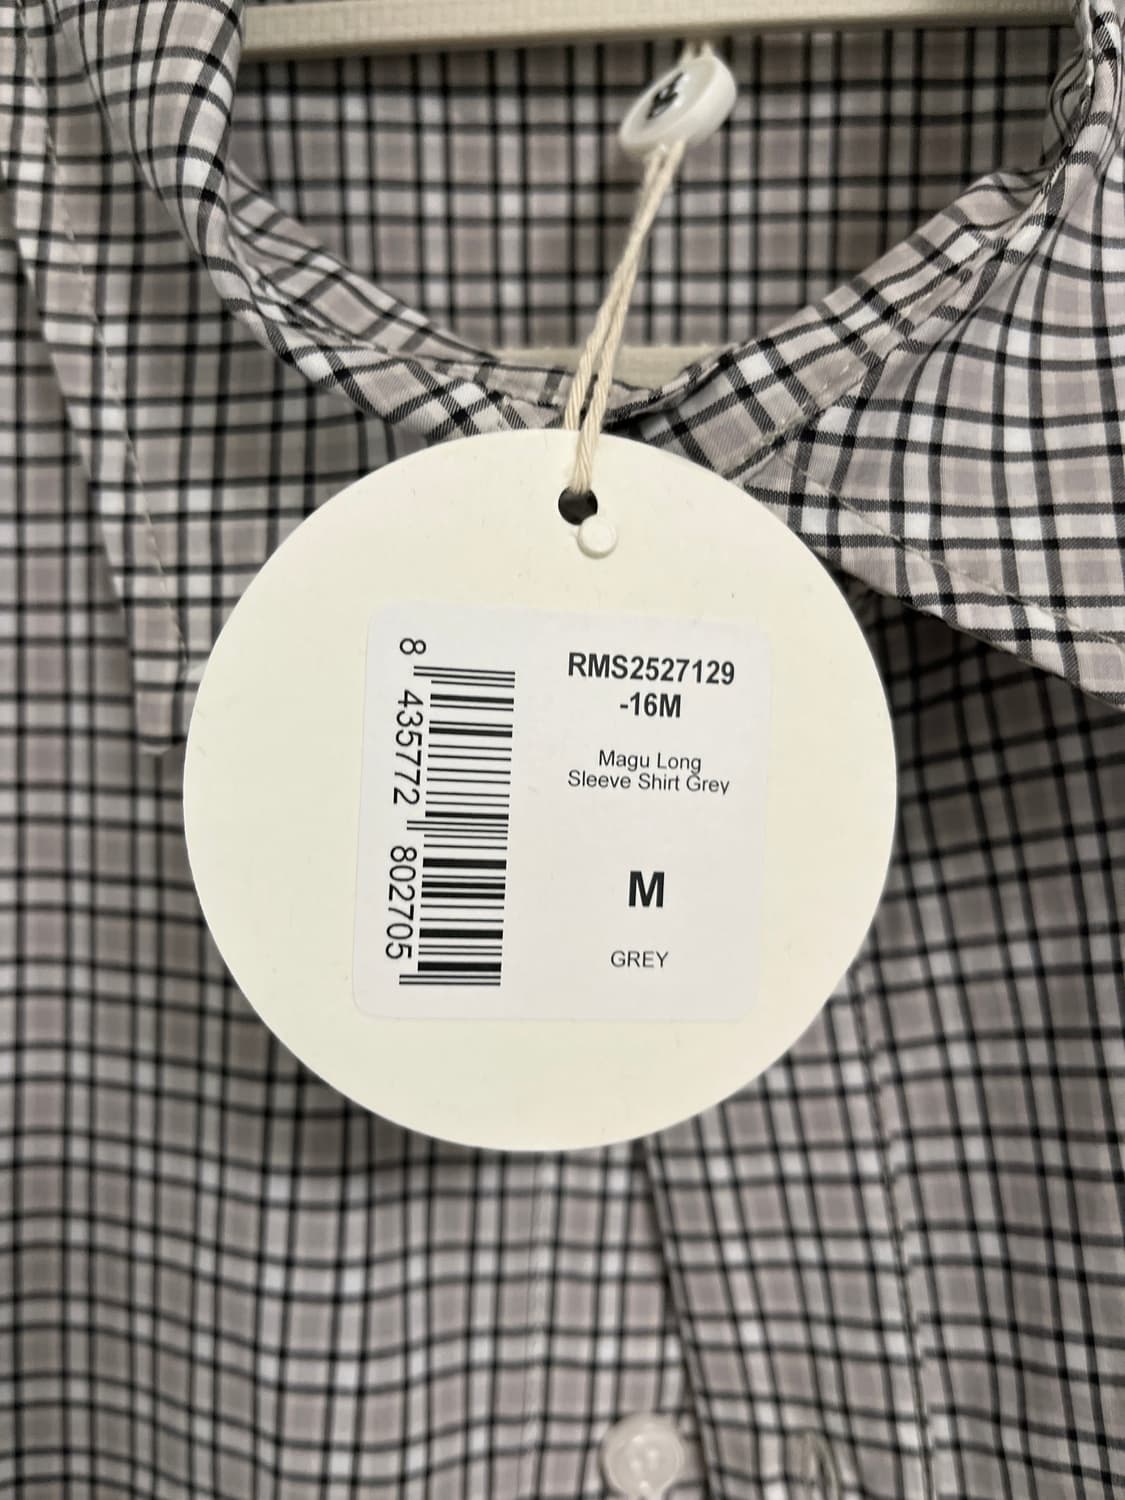 RMS2527129
-16M
Magu Long
Sleeve Shirt Grey
M
GREY
8 435772 802705